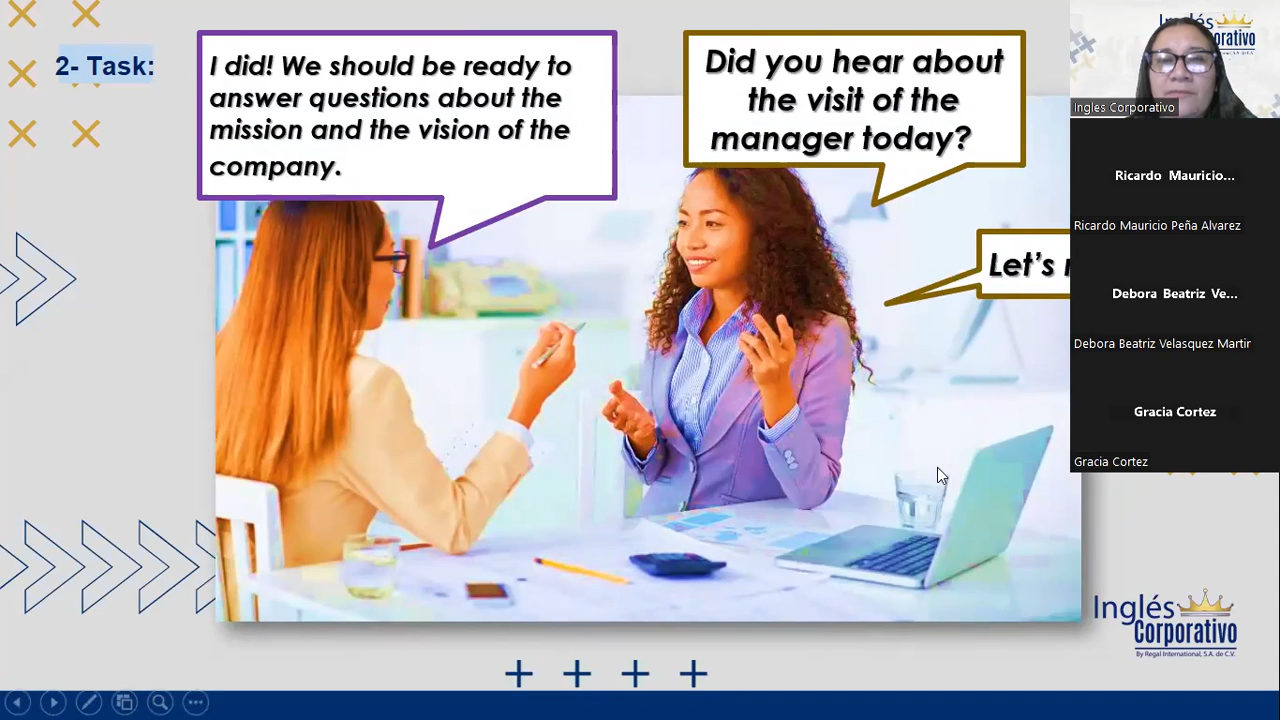 2- Task:
I did! We should be ready to
answer questions about the
mission and the vision of the
company.
Did you hear about
the visit of the
manager today?
Let's
Inglés
Ingles Corporativo
Ricardo Mauricio...
Ricardo Mauricio Peña Alvarez
Debora Beatriz Ve...
Debora Beatriz Velasquez Martir
Gracia Cortez
Gracia Cortez
Inglés
Corporativo
By Regal International, S.A. de C.V.